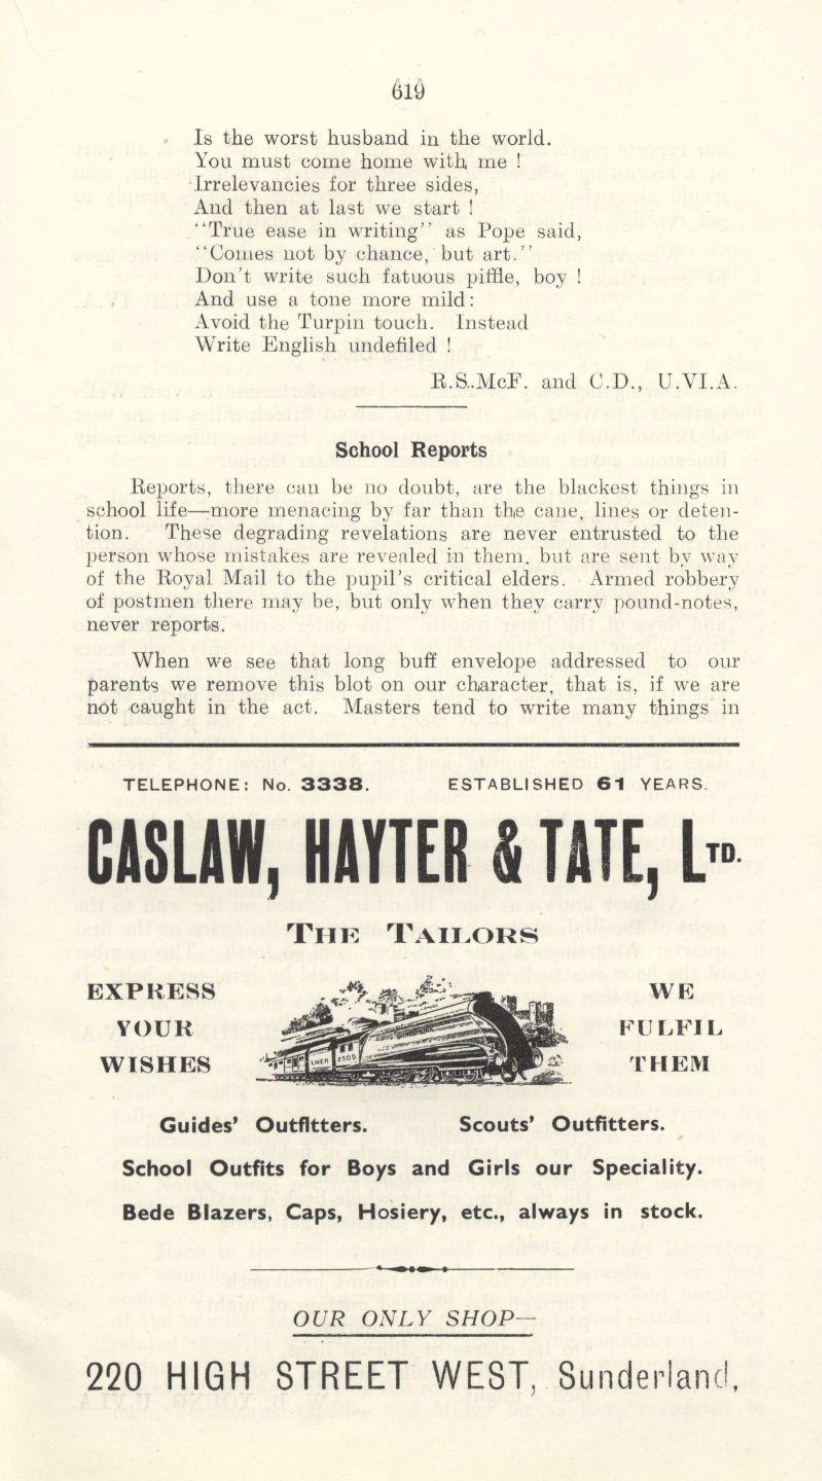 619
Is the worst husband in the world.
You must come home with me !
Irrelevancies for three sides,
And then at last we start !
"True ease in writing" as Pope said,
"Comes not by chance, but art."
Don't write such fatuous piffle, boy !
And use a tone more mild:
Avoid the Turpin touch. Instead
Write English undefiled !
R.S.McF. and C.D., U.VI.A.
School Reports
Reports, there can be no doubt, are the blackest things in
school life—more menacing by far than the cane, lines or deten-
tion. These degrading revelations are never entrusted to the
person whose mistakes are revealed in them, but are sent by way
of the Royal Mail to the pupil's critical elders. Armed robbery
of postmen there may be, but only when they carry pound-notes,
never reports.
When we see that long buff envelope addressed to our
parents we remove this blot on our character, that is, if we are
not caught in the act. Masters tend to write many things in
TELEPHONE: No. 3338. ESTABLISHED 61 YEARS.
CASLAW, HAYTER & TATE, LTD.
THE TAILORS
EXPRESS
YOUR
WISHES
LNER 2509
WE
FULFIL
THEM
Guides' Outfitters. Scouts' Outfitters.
School Outfits for Boys and Girls our Speciality.
Bede Blazers, Caps, Hosiery, etc., always in stock.
OUR ONLY SHOP—
220 HIGH STREET WEST, Sunderland,